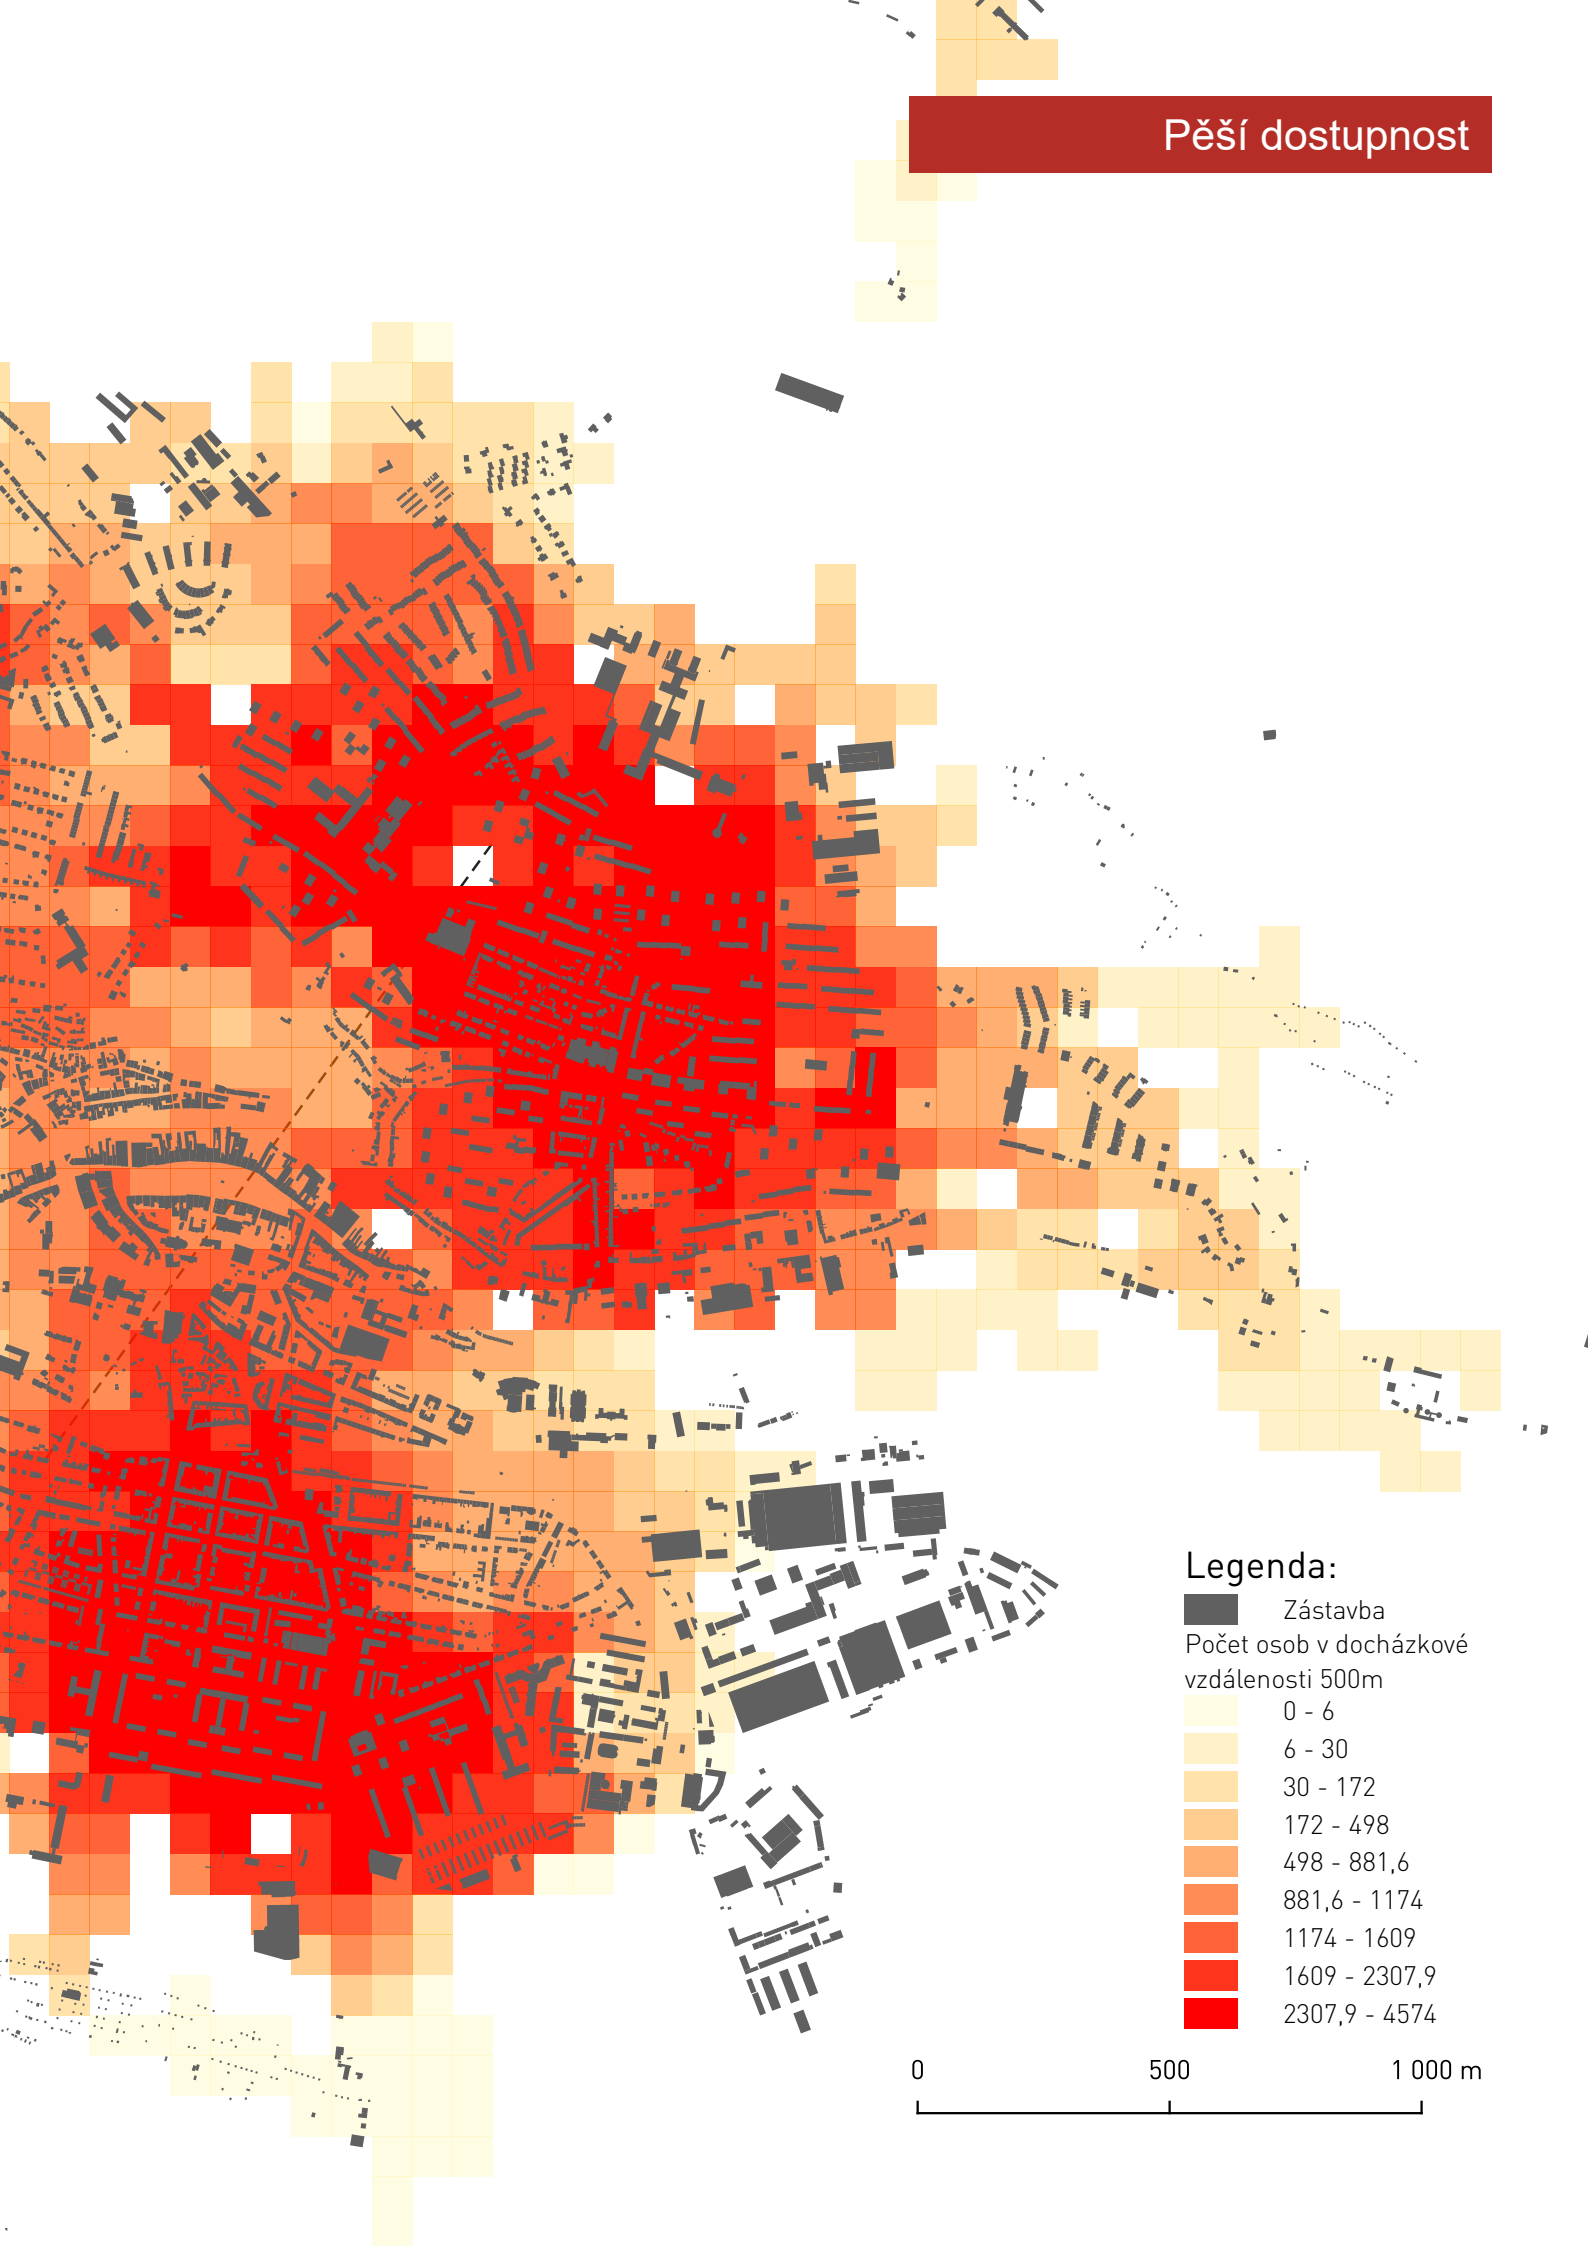 Pěší dostupnost
Legenda:
Zástavba
Počet osob v docházkové
vzdálenosti 500m
0 - 6
6 - 30
30 - 172
172 - 498
498 - 881,6
881,6 - 1174
1174 - 1609
1609 - 2307,9
2307,9 - 4574
0 500 1 000 m